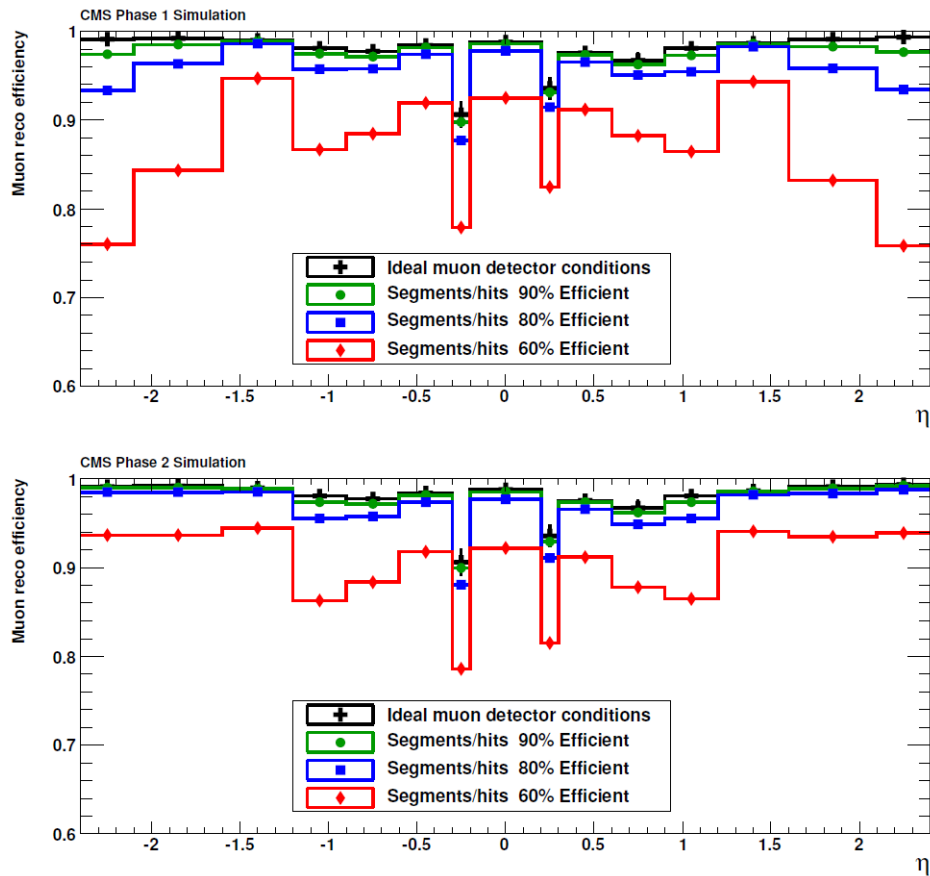 CMS Phase 1 Simulation
Muon reco efficiency
1
0.9
0.8
0.7
0.6
Ideal muon detector conditions
Segments/hits 90% Efficient
Segments/hits 80% Efficient
Segments/hits 60% Efficient
-2 -1.5 -1 -0.5 0 0.5 1 1.5 2
η
CMS Phase 2 Simulation
Muon reco efficiency
1
0.9
0.8
0.7
0.6
Ideal muon detector conditions
Segments/hits 90% Efficient
Segments/hits 80% Efficient
Segments/hits 60% Efficient
-2 -1.5 -1 -0.5 0 0.5 1 1.5 2
η